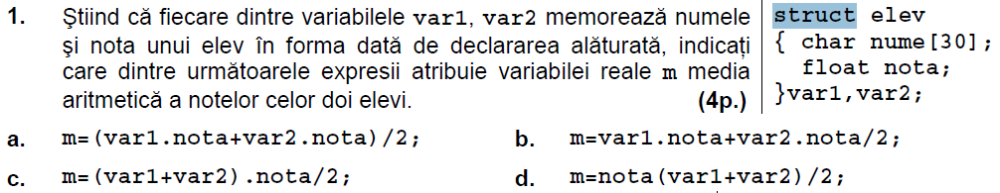 1. Ştiind că fiecare dintre variabilele var1, var2 memorează numele
şi nota unui elev în forma dată de declararea alăturată, indicaţi
care dintre următoarele expresii atribuie variabilei reale m media
aritmetică a notelor celor doi elevi. (4p.)
struct elev
{ char nume[30];
float nota;
}var1,var2;
a. m=(var1.nota+var2.nota)/2; b. m=var1.nota+var2.nota/2;
c. m=(var1+var2).nota/2; d. m=nota(var1+var2)/2;